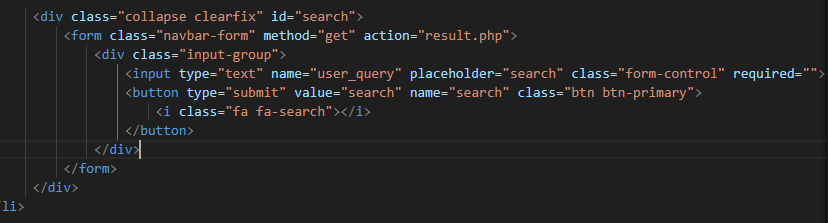 <div class="collapse clearfix" id="search">
<form class="navbar-form" method="get" action="result.php">
<div class="input-group">
<input type="text" name="user_query" placeholder="search" class="form-control" required="">
<button type="submit" value="search" name="search" class="btn btn-primary">
<i class="fa fa-search"></i>
</button>
</div>
</form>
</div>
/li>